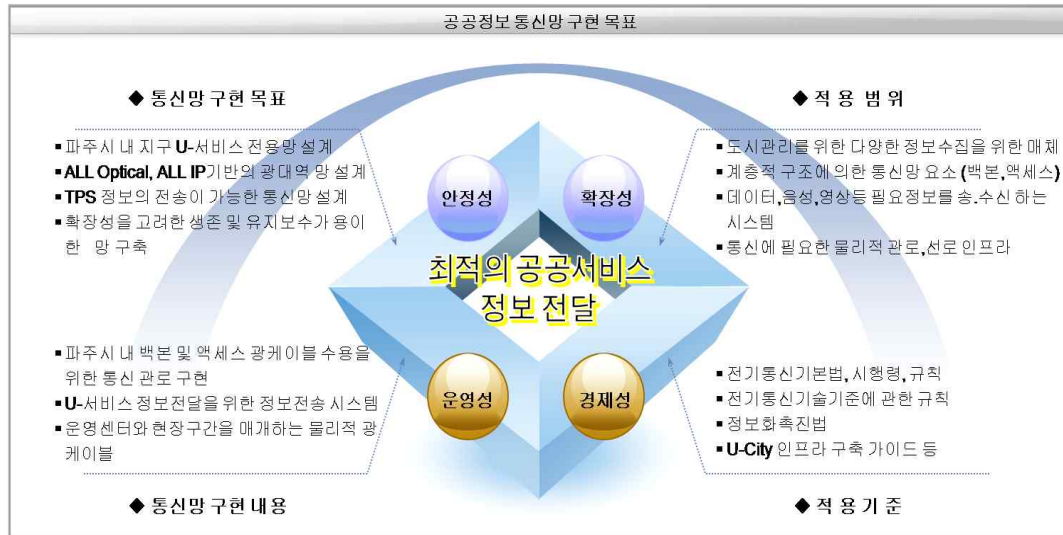 공공정보 통신망 구현 목표
◆ 통신망 구현 목표
▪ 파주시 내 지구 U-서비스 전용망 설계
▪ ALL Optical, ALL IP기반의 광대역 망 설계
▪ TPS 정보의 전송이 가능한 통신망 설계
▪ 확장성을 고려한 생존 및 유지보수가 용이
한 망 구축
◆ 적 용 범 위
▪ 도시관리를 위한 다양한 정보수집을 위한 매체
▪ 계층적 구조에 의한 통신망 요소 (백본,액세스)
▪ 데이터,음성,영상등 필요정보를 송.수신 하는
시스템
▪ 통신에 필요한 물리적 관로,선로 인프라
안정성
확장성
최적의 공공서비스
정보 전달
운영성
경제성
▪ 파주시 내 백본 및 액세스 광케이블 수용을
위한 통신 관로 구현
▪ U-서비스 정보전달을 위한 정보전송 시스템
▪ 운영센터와 현장구간을 매개하는 물리적 광
케이블
◆ 통신망 구현 내용
▪ 전기통신기본법, 시행령, 규칙
▪ 전기통신기술기준에 관한 규칙
▪ 정보화촉진법
▪ U-City 인프라 구축 가이드 등
◆ 적 용 기 준